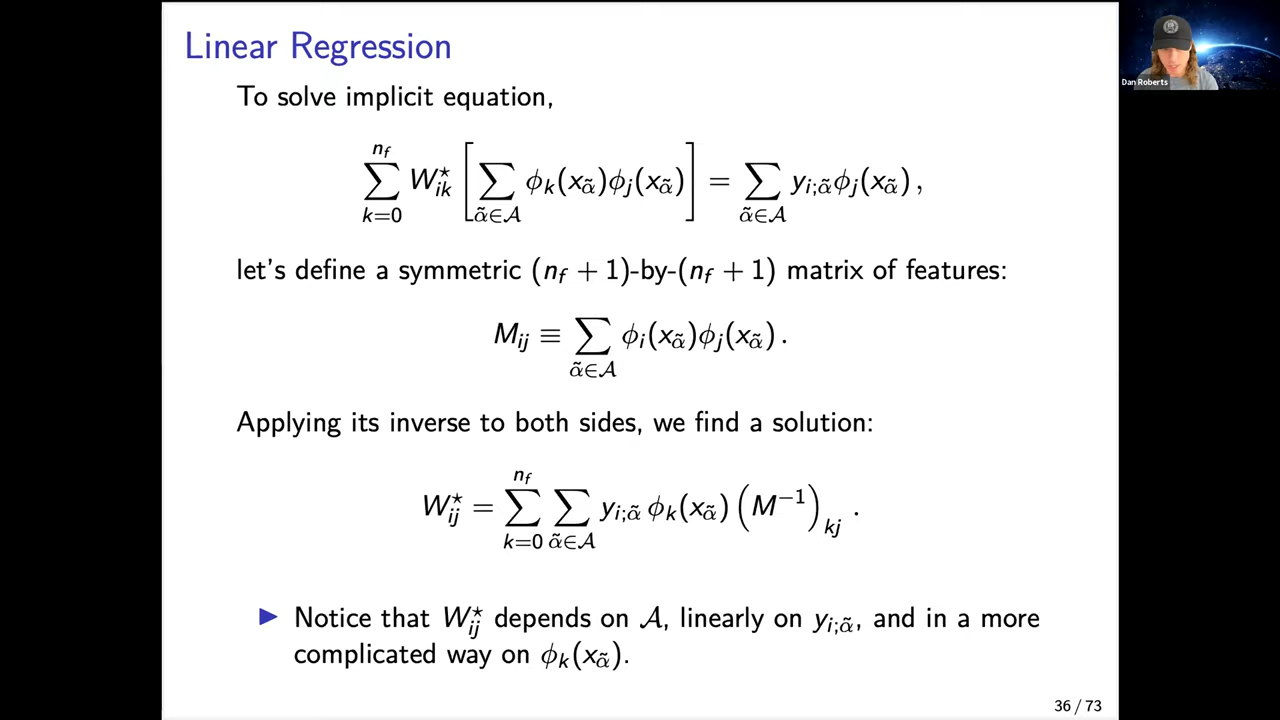 Linear Regression
To solve implicit equation,
$\sum_{k=0}^{n_f} W_{ik}^{\star} \left[ \sum_{\tilde{\alpha} \in \mathcal{A}} \phi_k(x_{\tilde{\alpha}}) \phi_j(x_{\tilde{\alpha}}) \right] = \sum_{\tilde{\alpha} \in \mathcal{A}} y_{i;\tilde{\alpha}} \phi_j(x_{\tilde{\alpha}}) ,$
let's define a symmetric $(n_f + 1)$-by-$(n_f + 1)$ matrix of features:
$M_{ij} \equiv \sum_{\tilde{\alpha} \in \mathcal{A}} \phi_i(x_{\tilde{\alpha}}) \phi_j(x_{\tilde{\alpha}}) .$
Applying its inverse to both sides, we find a solution:
$W_{ij}^{\star} = \sum_{k=0}^{n_f} \sum_{\tilde{\alpha} \in \mathcal{A}} y_{i;\tilde{\alpha}} \, \phi_k(x_{\tilde{\alpha}}) \left( M^{-1} \right)_{kj} .$
▶ Notice that $W_{ij}^{\star}$ depends on $\mathcal{A}$, linearly on $y_{i;\tilde{\alpha}}$, and in a more
complicated way on $\phi_k(x_{\tilde{\alpha}})$.
36 / 73
Dan Roberts